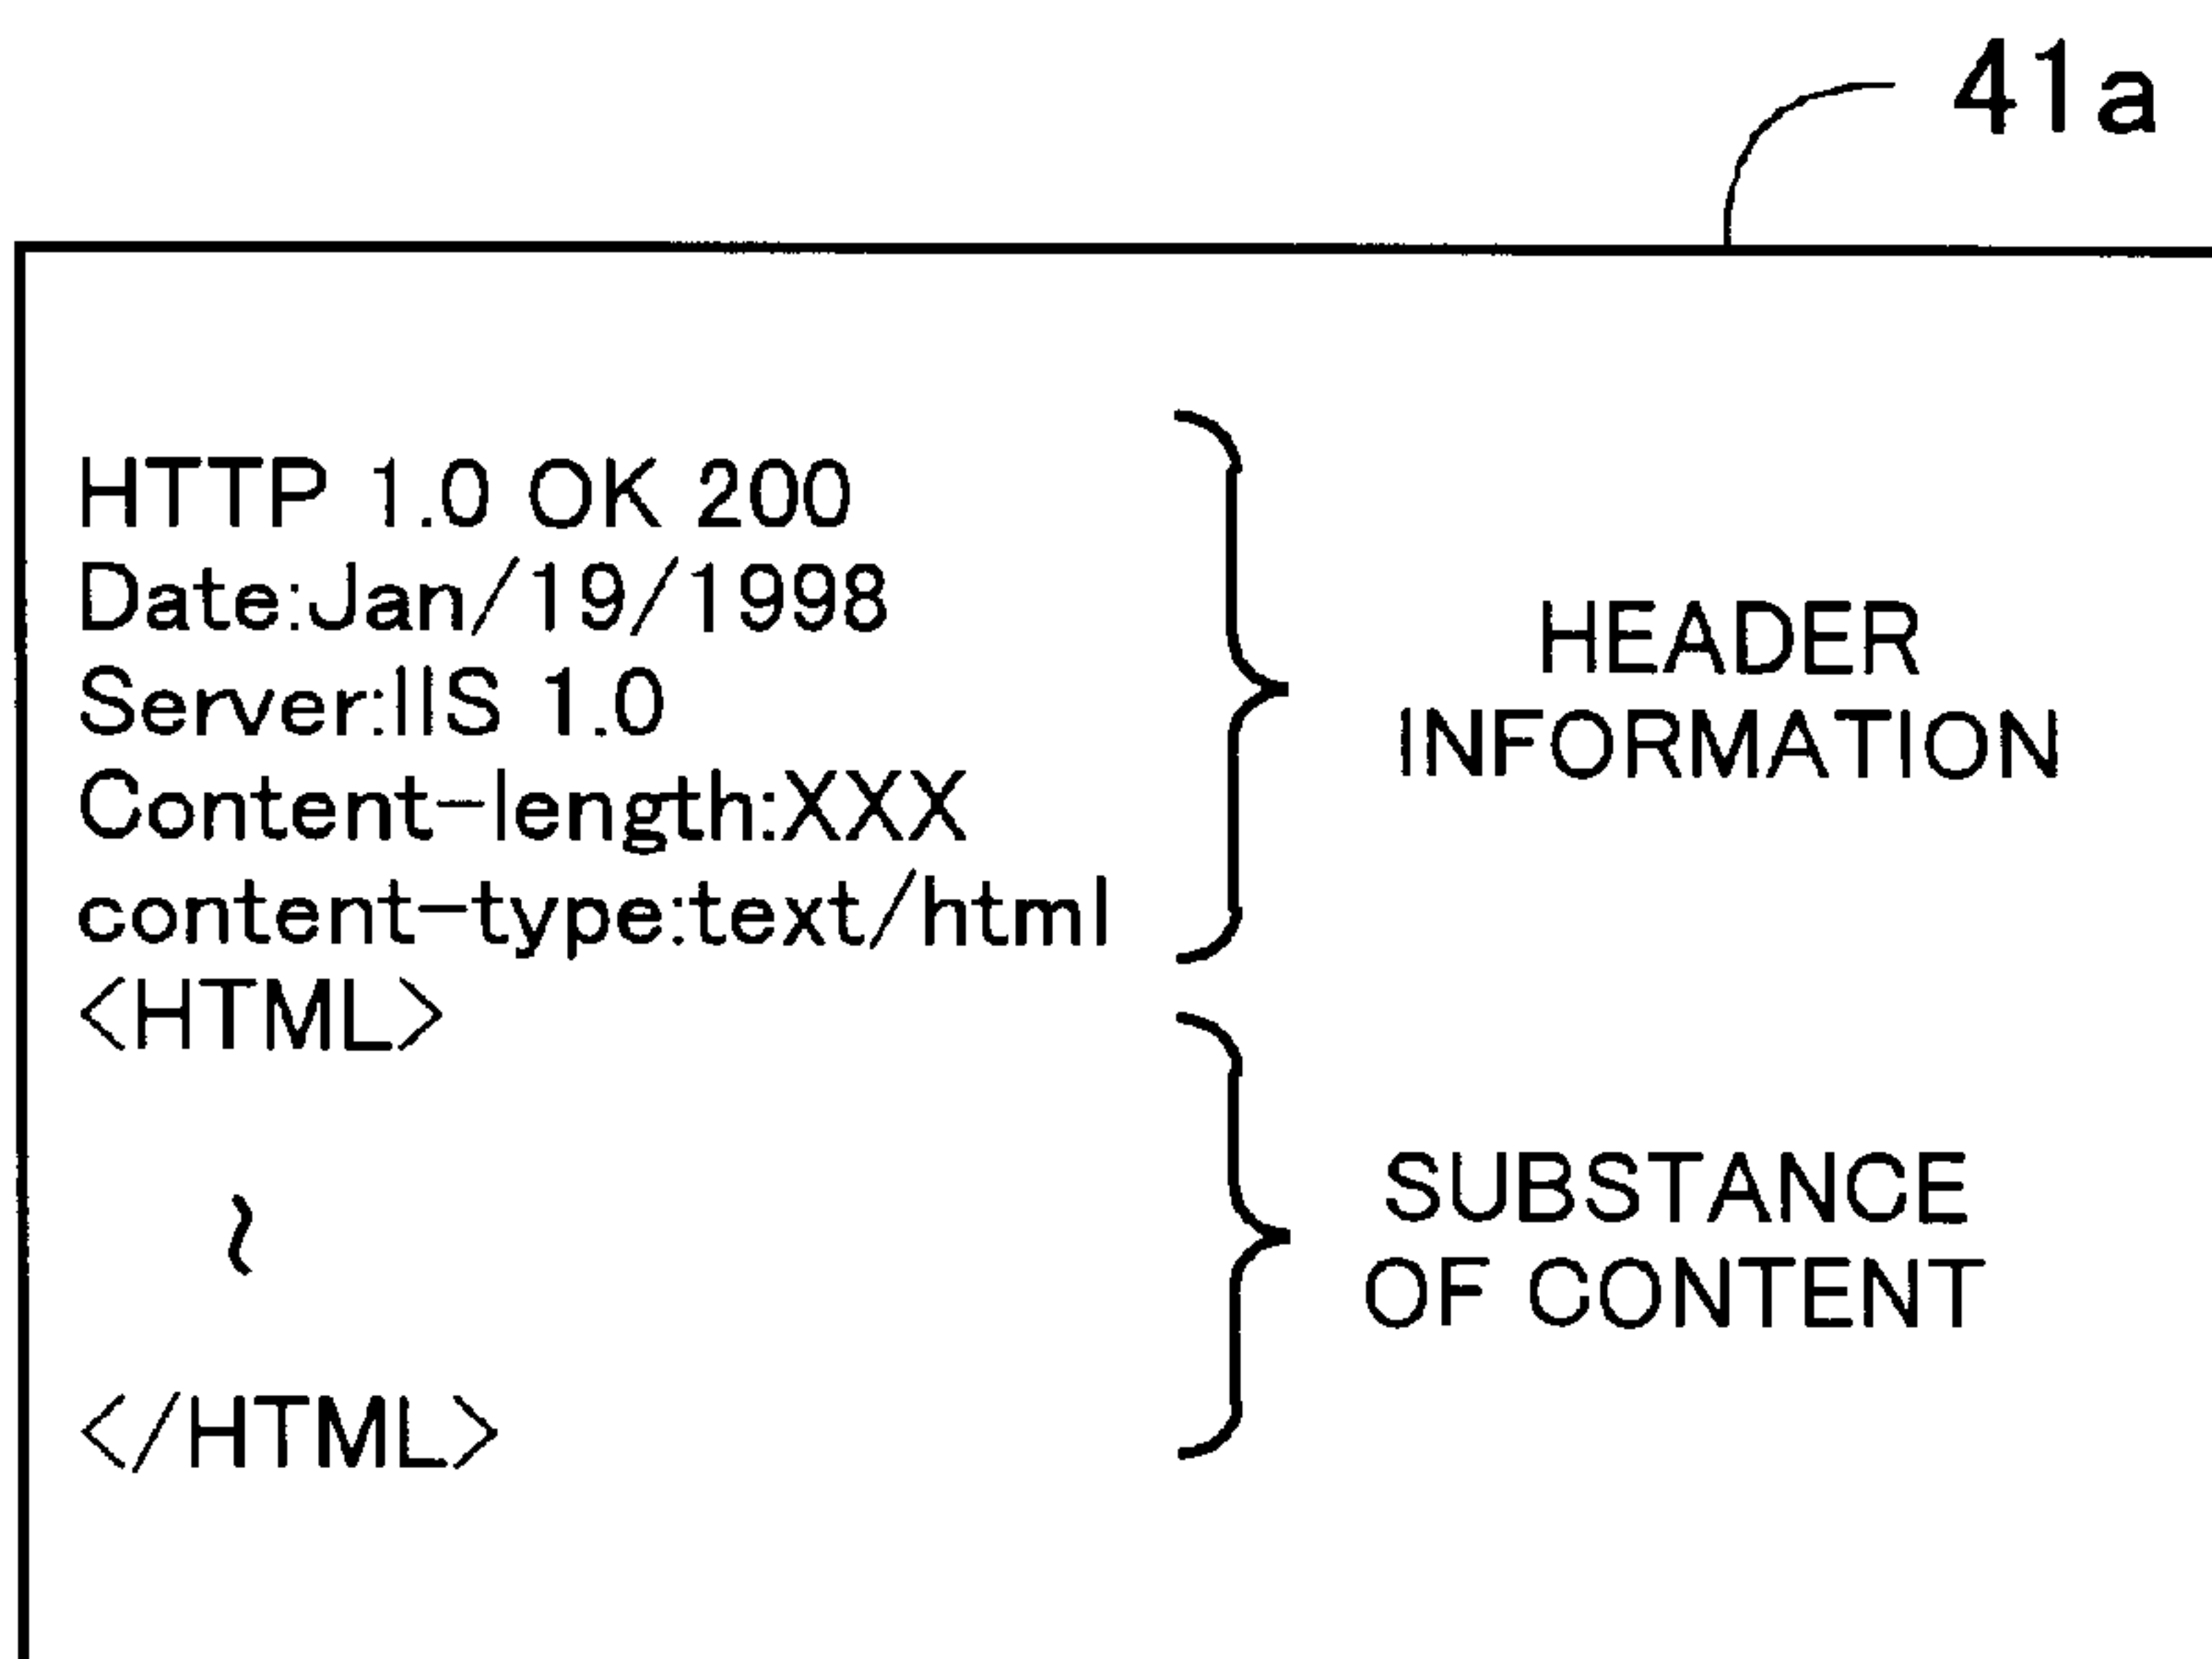 41a
HTTP 1.0 OK 200
Date:Jan/19/1998
Server:IIS 1.0
Content-length:XXX
content-type:text/html
HEADER
INFORMATION
<HTML>
~
</HTML>
SUBSTANCE
OF CONTENT